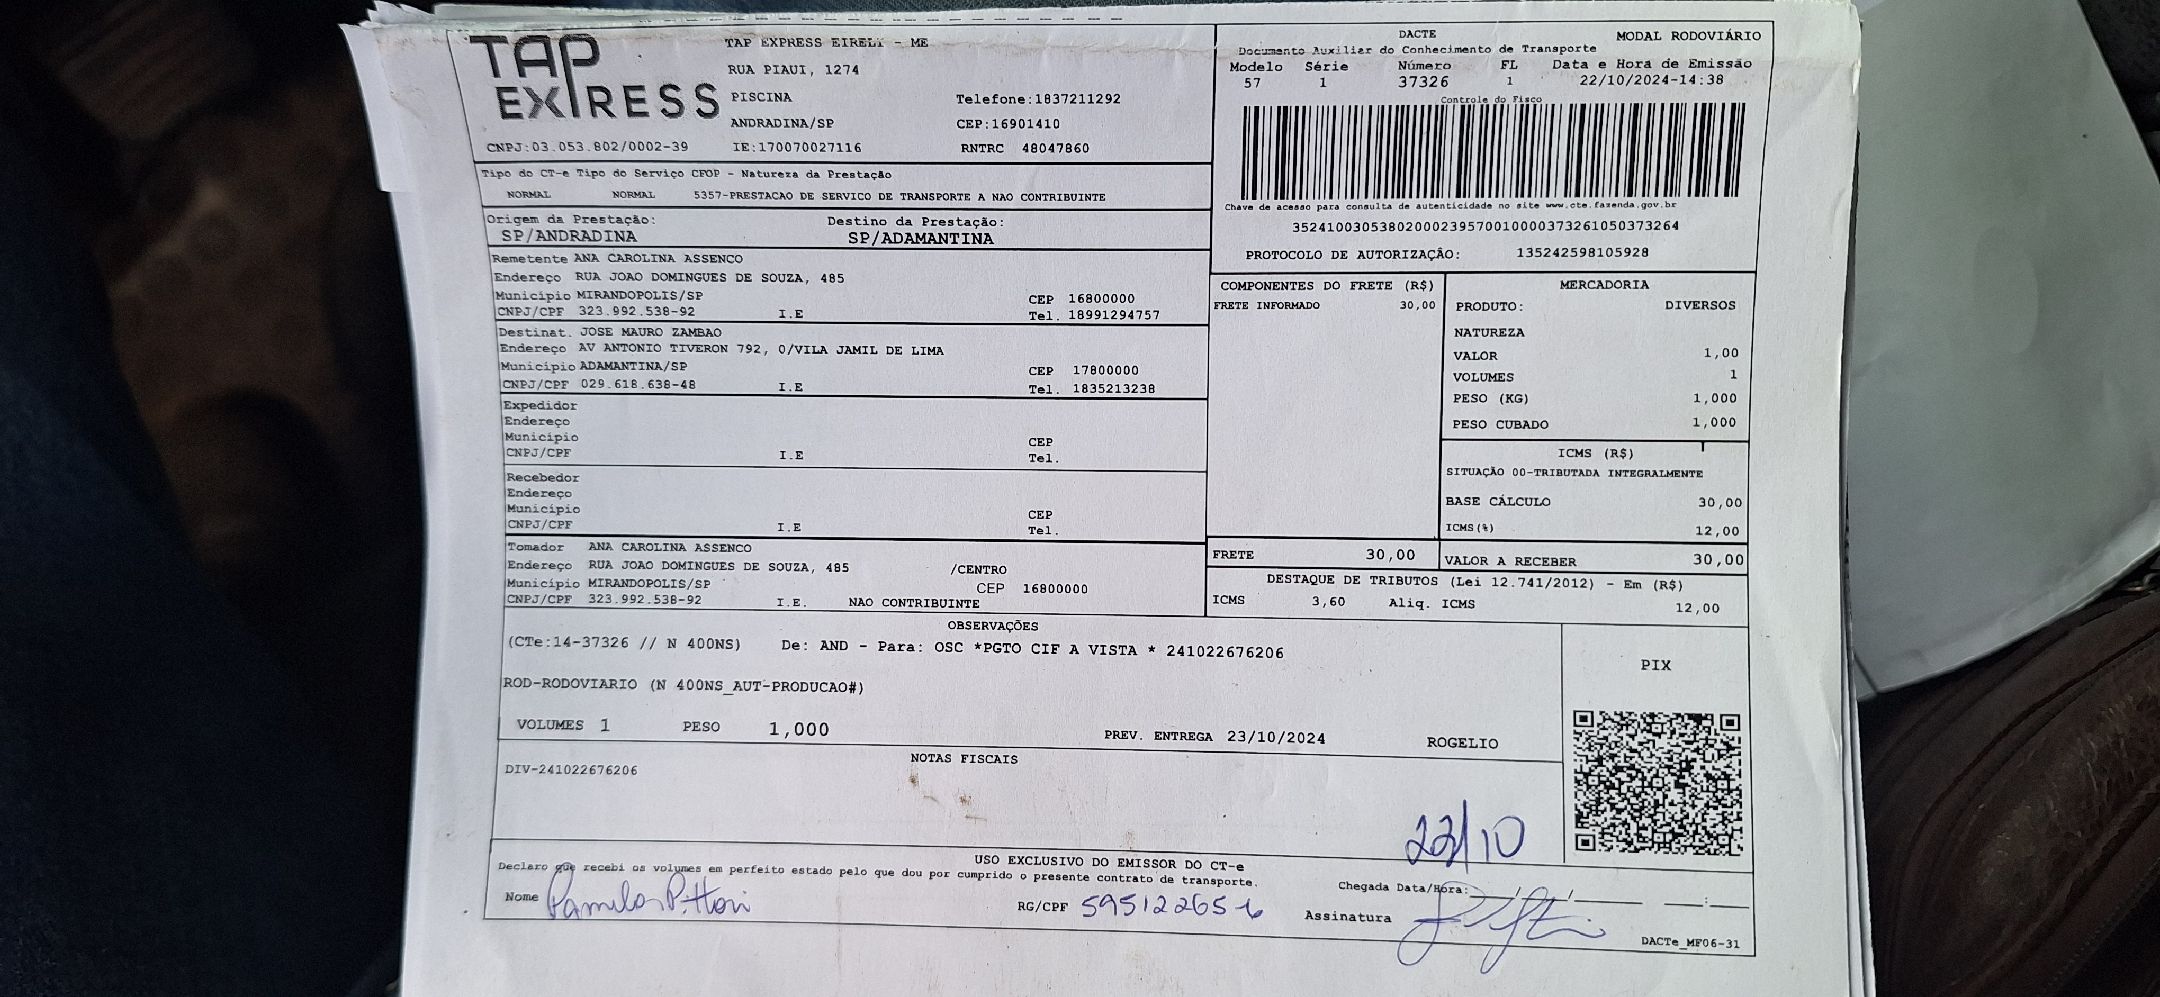 TAP EXPRESS
TAP EXPRESS EIRELI - ME
RUA PIAUI, 1274
PISCINA Telefone:1837211292
ANDRADINA/SP CEP:16901410
CNPJ:03.053.802/0002-39 IE:170070027116 RNTRC 48047860
DACTE MODAL RODOVIÁRIO
Documento Auxiliar do Conhecimento de Transporte
Modelo Série Número FL Data e Hora de Emissão
57 1 37326 1 22/10/2024-14:38
Controle do Fisco
Chave de acesso para consulta de autenticidade no site www.cte.fazenda.gov.br
35241003053802000239570010000373261050373264
PROTOCOLO DE AUTORIZAÇÃO: 135242598105928
Tipo do CT-e Tipo do Serviço CFOP - Natureza da Prestação
NORMAL NORMAL 5357-PRESTACAO DE SERVICO DE TRANSPORTE A NAO CONTRIBUINTE
Origem da Prestação: Destino da Prestação:
SP/ANDRADINA SP/ADAMANTINA
Remetente ANA CAROLINA ASSENCO
Endereço RUA JOAO DOMINGUES DE SOUZA, 485
Município MIRANDOPOLIS/SP CEP 16800000
CNPJ/CPF 323.992.538-92 I.E Tel. 18991294757
Destinat. JOSE MAURO ZAMBAO
Endereço AV ANTONIO TIVERON 792, 0/VILA JAMIL DE LIMA
Município ADAMANTINA/SP CEP 17800000
CNPJ/CPF 029.618.638-48 I.E Tel. 1835213238
Expedidor
Endereço
Município CEP
CNPJ/CPF I.E Tel.
Recebedor
Endereço
Município CEP
CNPJ/CPF I.E Tel.
Tomador ANA CAROLINA ASSENCO
Endereço RUA JOAO DOMINGUES DE SOUZA, 485 /CENTRO
Município MIRANDOPOLIS/SP CEP 16800000
CNPJ/CPF 323.992.538-92 I.E. NAO CONTRIBUINTE
COMPONENTES DO FRETE (R$)
FRETE INFORMADO 30,00
MERCADORIA
PRODUTO: DIVERSOS
NATUREZA
VALOR 1,00
VOLUMES 1
PESO (KG) 1,000
PESO CUBADO 1,000
ICMS (R$)
SITUAÇÃO 00-TRIBUTADA INTEGRALMENTE
BASE CÁLCULO 30,00
ICMS(%) 12,00
FRETE 30,00 VALOR A RECEBER 30,00
DESTAQUE DE TRIBUTOS (Lei 12.741/2012) - Em (R$)
ICMS 3,60 Aliq. ICMS 12,00
OBSERVAÇÕES
(CTe:14-37326 // N 400NS) De: AND - Para: OSC *PGTO CIF A VISTA * 241022676206
ROD-RODOVIARIO (N 400NS_AUT-PRODUCAO#)
VOLUMES 1 PESO 1,000 PREV. ENTREGA 23/10/2024 ROGELIO
PIX
NOTAS FISCAIS
DIV-241022676206
USO EXCLUSIVO DO EMISSOR DO CT-e
Declaro que recebi os volumes em perfeito estado pelo que dou por cumprido o presente contrato de transporte.
/10
Chegada Data/Hora: / / :
Nome Pamila RG/CPF Assinatura
DACTe_MF06-31